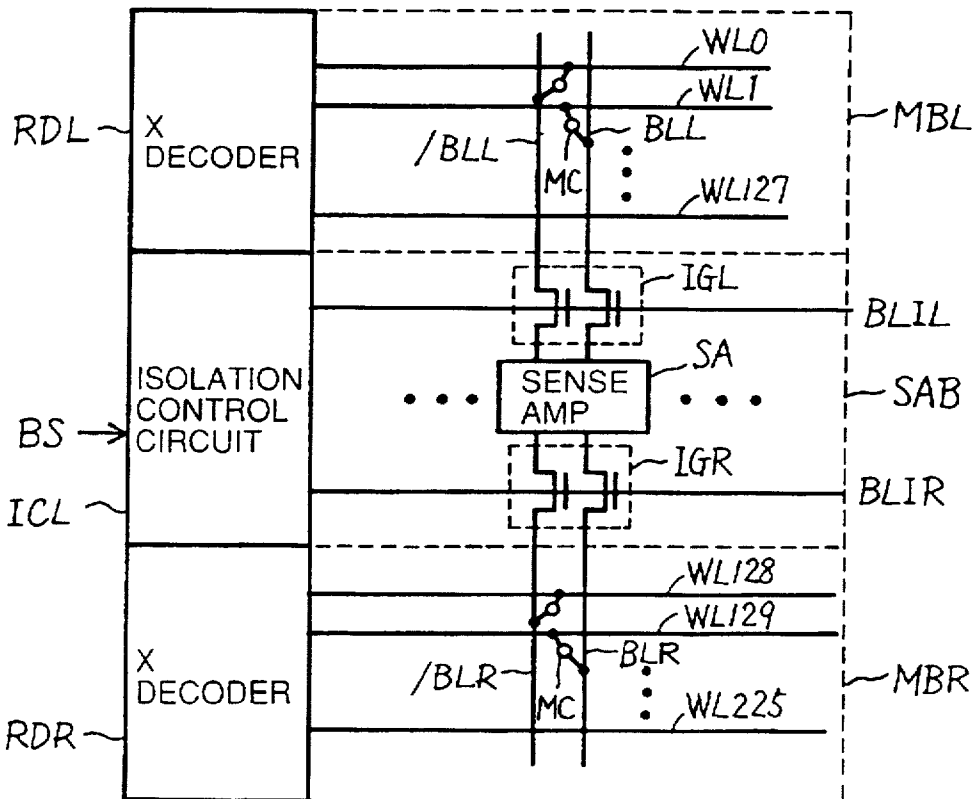 WL0
WL1
RDL
X
DECODER
/BLL
BLL
MBL
MC
WL127
IGL
BLIL
SA
ISOLATION
CONTROL
CIRCUIT
SENSE
AMP
SAB
BS
IGR
ICL
BLIR
WL128
WL129
X
DECODER
/BLR
BLR
MBR
MC
WL225
RDR